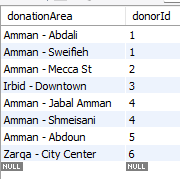 donationArea donorId
Amman - Abdali 1
Amman - Sweifieh 1
Amman - Mecca St 2
Irbid - Downtown 3
Amman - Jabal Amman 4
Amman - Shmeisani 4
Amman - Abdoun 5
Zarqa - City Center 6
NULL NULL